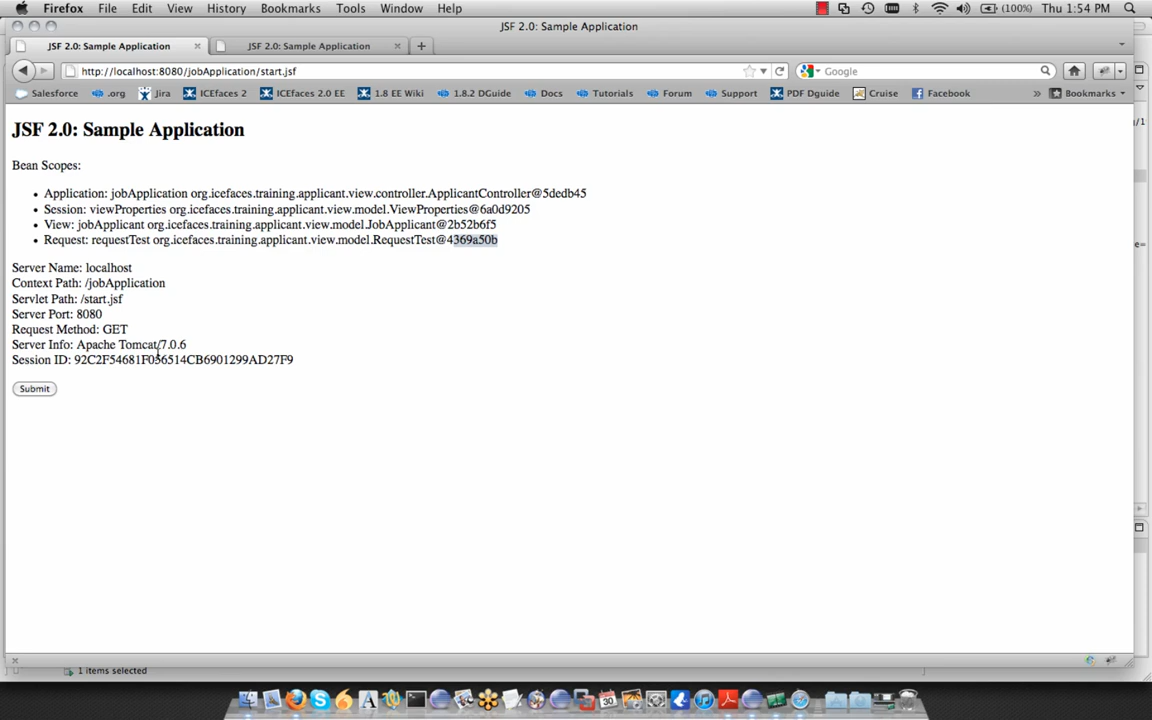 Firefox File Edit View History Bookmarks Tools Window Help (100%) Thu 1:54 PM
JSF 2.0: Sample Application
JSF 2.0: Sample Application JSF 2.0: Sample Application
http://localhost:8080/jobApplication/start.jsf Google
Salesforce .org Jira ICEfaces 2 ICEfaces 2.0 EE 1.8 EE Wiki 1.8.2 DGuide Docs Tutorials Forum Support PDF Dguide Cruise Facebook » Bookmarks
JSF 2.0: Sample Application
Bean Scopes:
• Application: jobApplication org.icefaces.training.applicant.view.controller.ApplicantController@5dedb45
• Session: viewProperties org.icefaces.training.applicant.view.model.ViewProperties@6a0d9205
• View: jobApplicant org.icefaces.training.applicant.view.model.JobApplicant@2b52b6f5
• Request: requestTest org.icefaces.training.applicant.view.model.RequestTest@4369a50b
Server Name: localhost
Context Path: /jobApplication
Servlet Path: /start.jsf
Server Port: 8080
Request Method: GET
Server Info: Apache Tomcat/7.0.6
Session ID: 92C2F54681F056514CB6901299AD27F9
Submit
1 items selected
30